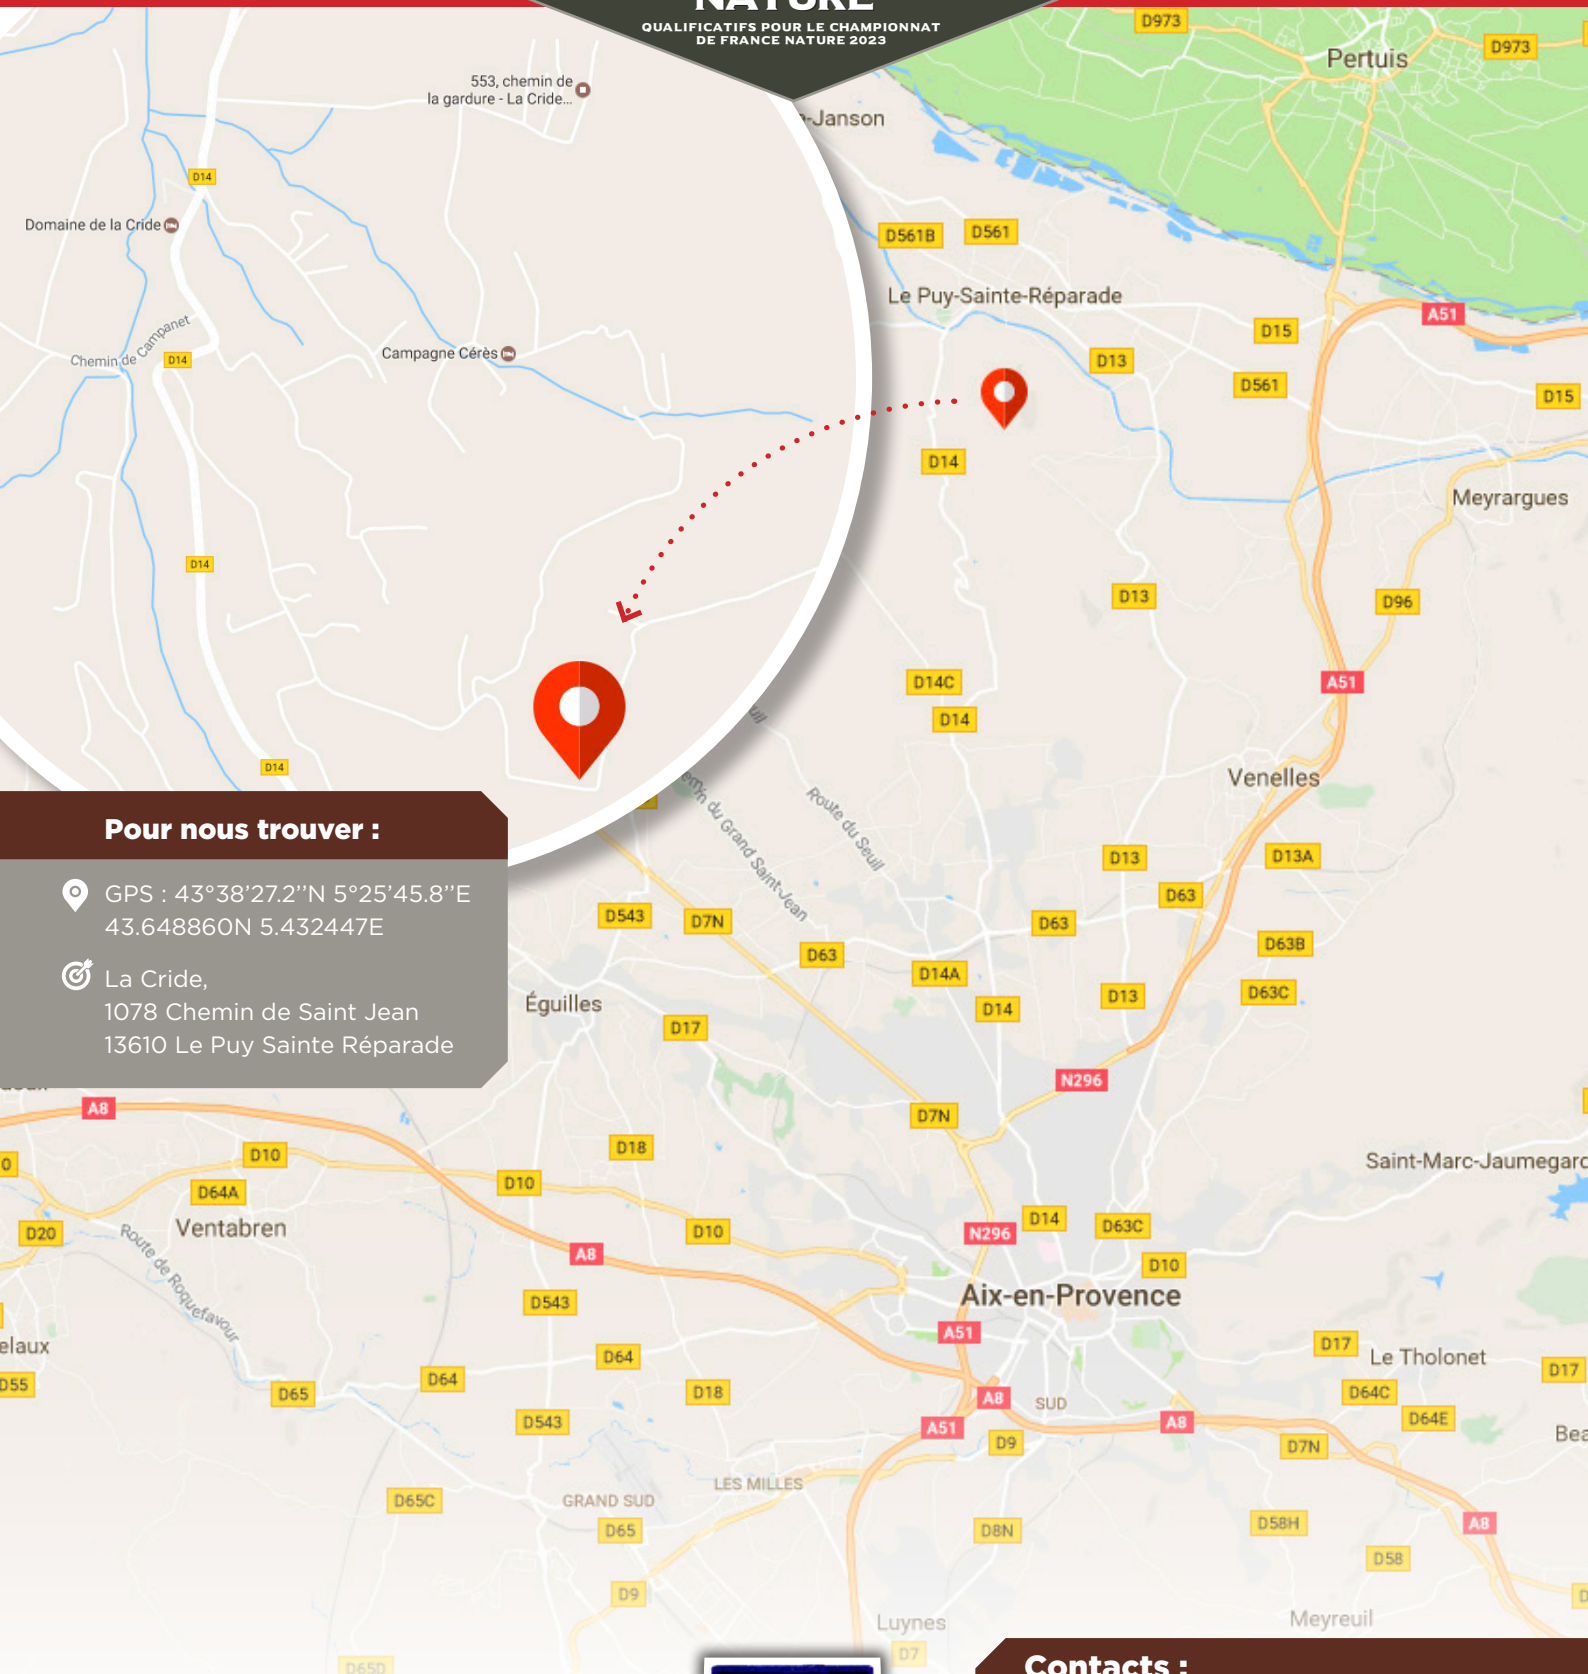 NATURE
QUALIFICATIFS POUR LE CHAMPIONNAT
DE FRANCE NATURE 2023
553, chemin de
la gardure - La Cride...
D14
Domaine de la Cride
Chemin de Campanet
D14
Campagne Cérès
D14
D14
D973
Pertuis
D973
-Janson
D561B
D561
Le Puy-Sainte-Réparade
A51
D15
D13
D561
D15
D14
Meyrargues
D13
D96
D14C
A51
D14
Venelles
Route du Seuil
du Grand Saint-Jean
D13
D13A
D63
Pour nous trouver :
GPS : 43°38’27.2’’N 5°25’45.8’’E
43.648860N 5.432447E
La Cride,
1078 Chemin de Saint Jean
13610 Le Puy Sainte Réparade
D543
D7N
D63
D63
D63B
D14A
D63C
D13
D14
Éguilles
D17
N296
A8
D7N
D18
D10
Saint-Marc-Jaumegard
D10
D64A
D20
Ventabren
Route de Roquefavour
D10
N296
D14
D63C
A8
D10
D543
Aix-en-Provence
A51
elaux
D64
D17
Le Tholonet
D17
D55
D65
D64
D18
A8
SUD
D64C
D543
A51
A8
D64E
D9
D7N
Bea
LES MILLES
D65C
GRAND SUD
D65
D8N
D58H
A8
D58
D9
Luynes
Meyreuil
D7
D65D
Contacts :